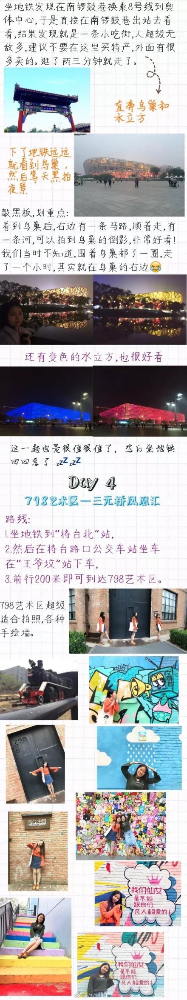 坐地铁发现在南锣鼓巷换乘8号线到奥
体中心,于是直接在南锣鼓巷出站去看
看,结果发现就是一条小吃街,人超级无
敌多,建议不要在这里买特产,外面有很
多卖的。逛了两三分钟就走了。
直奔鸟巢和
水立方
下了地铁远远
就看到鸟巢,
然后等天黑拍
夜景
敲黑板,划重点:
看到鸟巢后,右边有一条马路,顺着走,有
一条河,可以拍到鸟巢的倒影,非常好看!
我们当时不知道,围着鸟巢都了一圈,走
了一个小时,其实就在鸟巢的右边😂
还有变色的水立方,也很好看
这一趟也是很值很值了, 然后坐地铁
回四惠了....zzZ zzZ
Day 4
798艺术区—三元桥凤凰汇
路线:
1.坐地铁到“将台北”站,
2.然后在将台路口公交车站坐车
在“王爷坟”站下车,
3.前行200米即可到达798艺术区。
798艺术区超级
适合拍照,各种
手绘墙。
798
站台 中国
PLATFORM CHINA
我们仙女
是不能
跟你们
凡人相爱的!
我们仙女
是不能
跟你们
凡人相爱的!